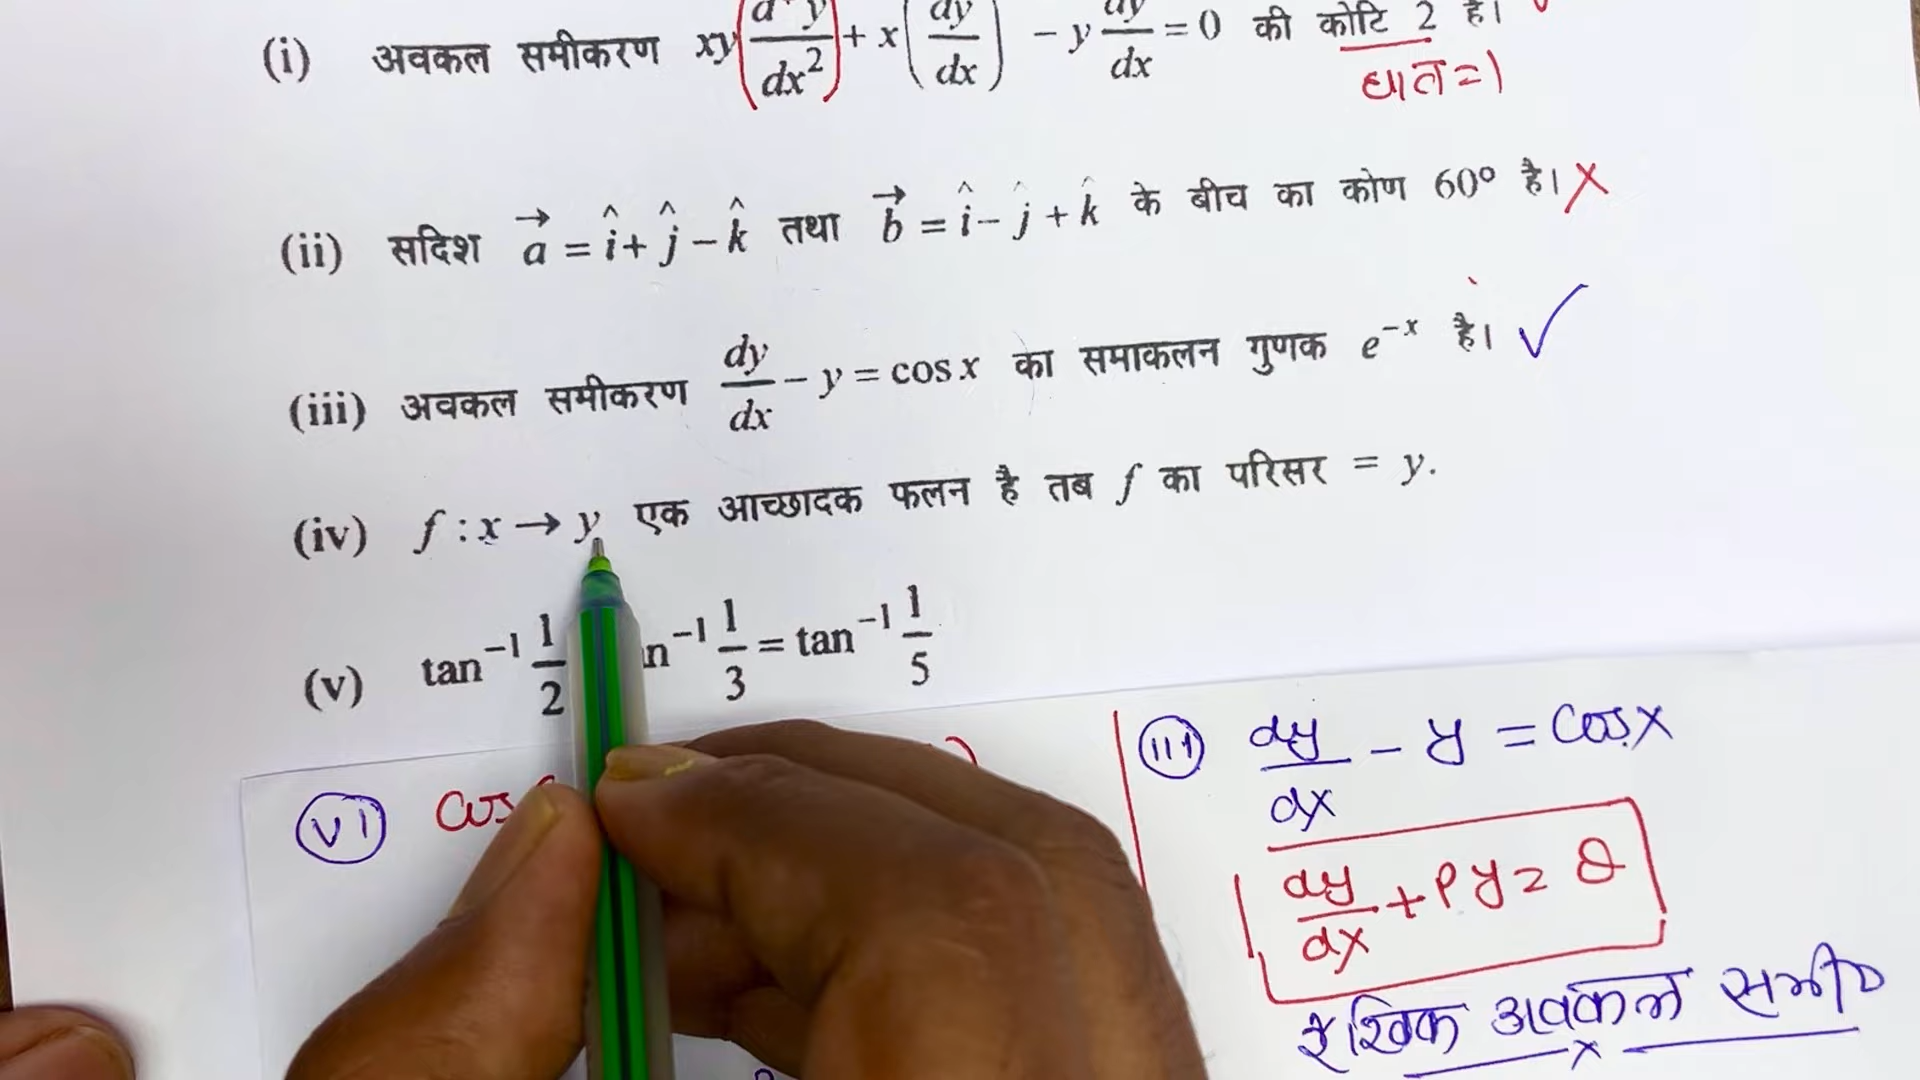 (i) अवकल समीकरण xy(d²y/dx²) + x(dy/dx) - y dy/dx = 0 की कोटि 2 है।
घात = 1
(ii) सदिश a⃗ = î + ĵ - k̂ तथा b⃗ = î - ĵ + k̂ के बीच का कोण 60° है। ×
(iii) अवकल समीकरण dy/dx - y = cos x का समाकलन गुणक e⁻ˣ है। ✓
(iv) f : x → y एक आच्छादक फलन है तब f का परिसर = y.
(v) tan⁻¹ 1/2 n⁻¹ 1/3 = tan⁻¹ 1/5
(vi) cos
(iii) dy/dx - y = cosx
dy/dx + Py = Q
रेखिक अवकल समी०